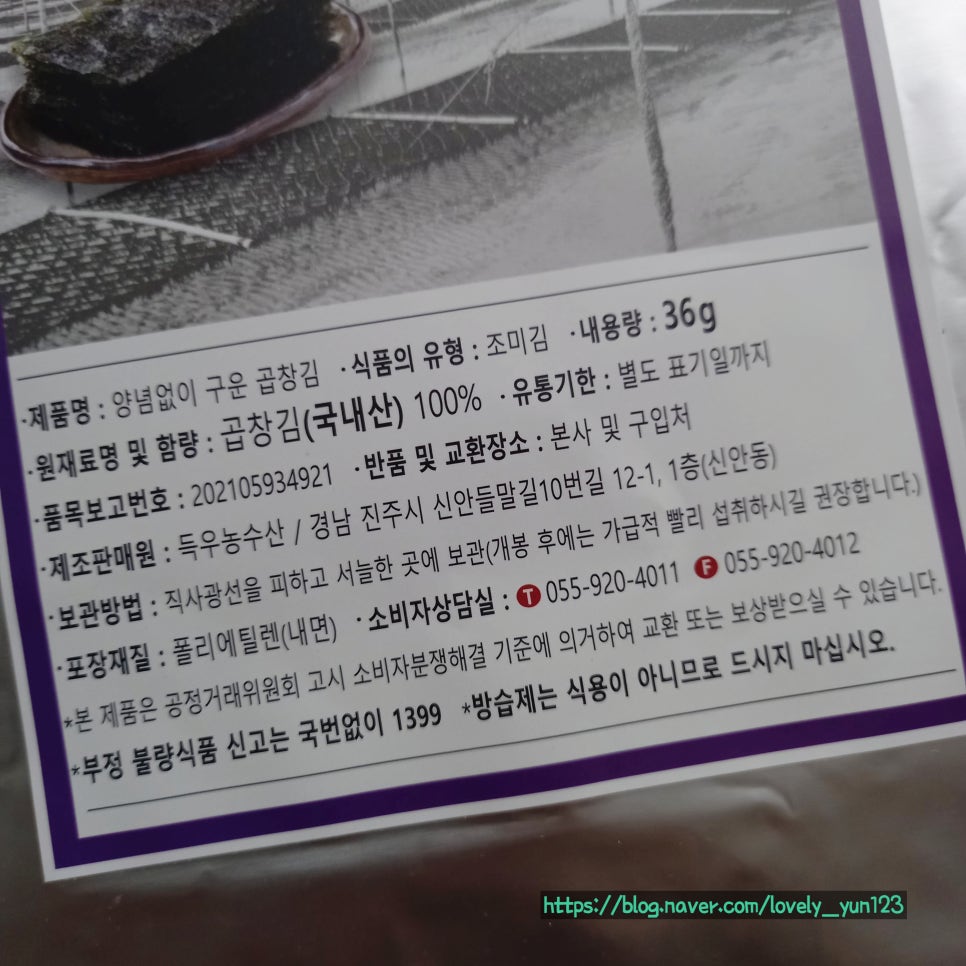 ·제품명 : 양념없이 구운 곱창김 ·식품의 유형 : 조미김 ·내용량 : 36g
·원재료명 및 함량 : 곱창김(국내산) 100% ·유통기한 : 별도 표기일까지
·품목보고번호 : 202105934921 ·반품 및 교환장소 : 본사 및 구입처
·제조판매원 : 득우농수산 / 경남 진주시 신안들말길10번길 12-1, 1층(신안동)
·보관방법 : 직사광선을 피하고 서늘한 곳에 보관(개봉 후에는 가급적 빨리 섭취하시길 권장합니다.)
·포장재질 : 폴리에틸렌(내면) ·소비자상담실 : T 055-920-4011 F 055-920-4012
*본 제품은 공정거래위원회 고시 소비자분쟁해결 기준에 의거하여 교환 또는 보상받으실 수 있습니다.
*부정 불량식품 신고는 국번없이 1399 *방습제는 식용이 아니므로 드시지 마십시오.
https://blog.naver.com/lovely_yun123